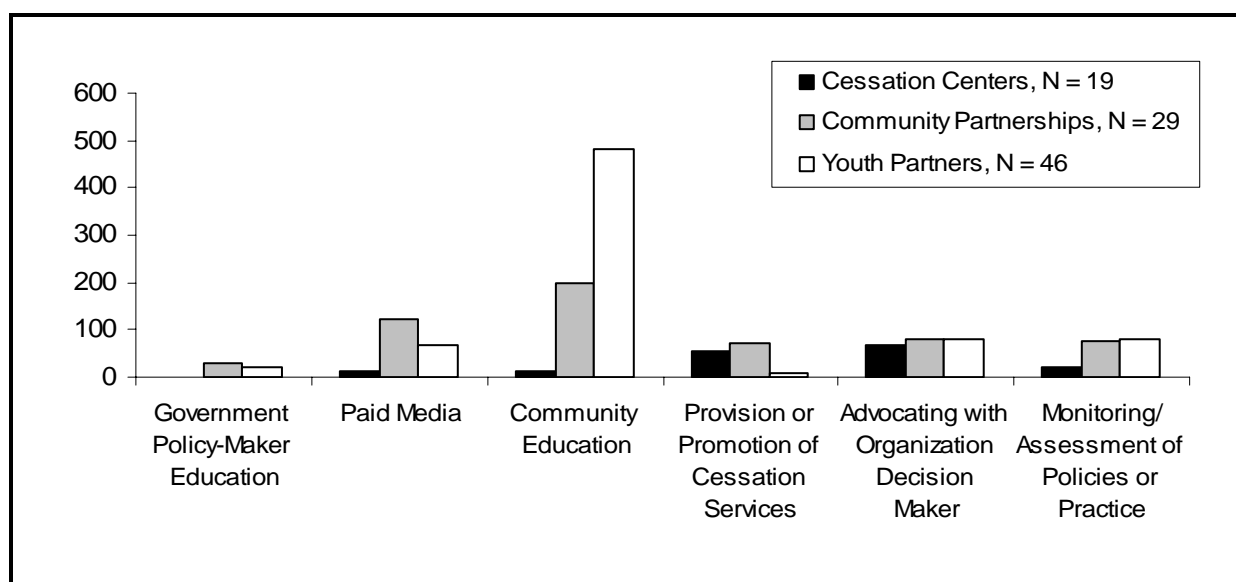 Cessation Centers, N = 19
Community Partnerships, N = 29
Youth Partners, N = 46
600
500
400
300
200
100
0
Government
Policy-Maker
Education
Paid Media
Community
Education
Provision or
Promotion of
Cessation
Services
Advocating with
Organization
Decision
Maker
Monitoring/
Assessment of
Policies or
Practice